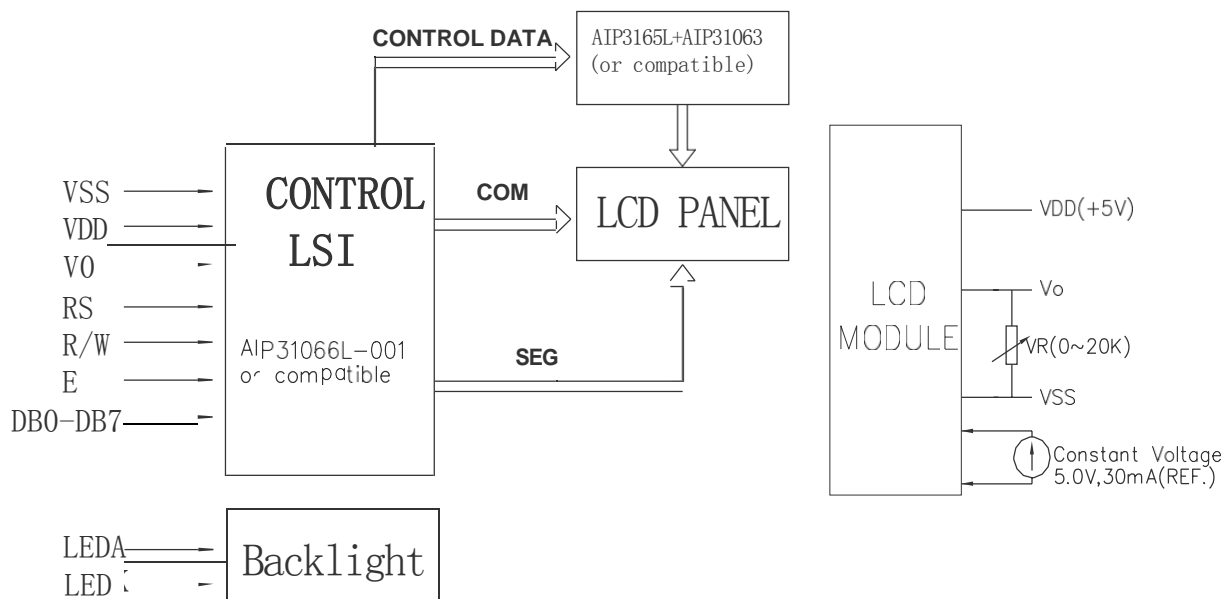 CONTROL DATA
AIP3165L+AIP31063
(or compatible)
VSS
VDD
V0
RS
R/W
E
DB0-DB7
CONTROL
LSI
AIP31066L-001
or compatible
COM
SEG
LCD PANEL
LEDA
LED
Backlight
LCD
MODULE
VDD(+5V)
Vo
VR(0~20K)
VSS
Constant Voltage
5.0V,30mA(REF.)